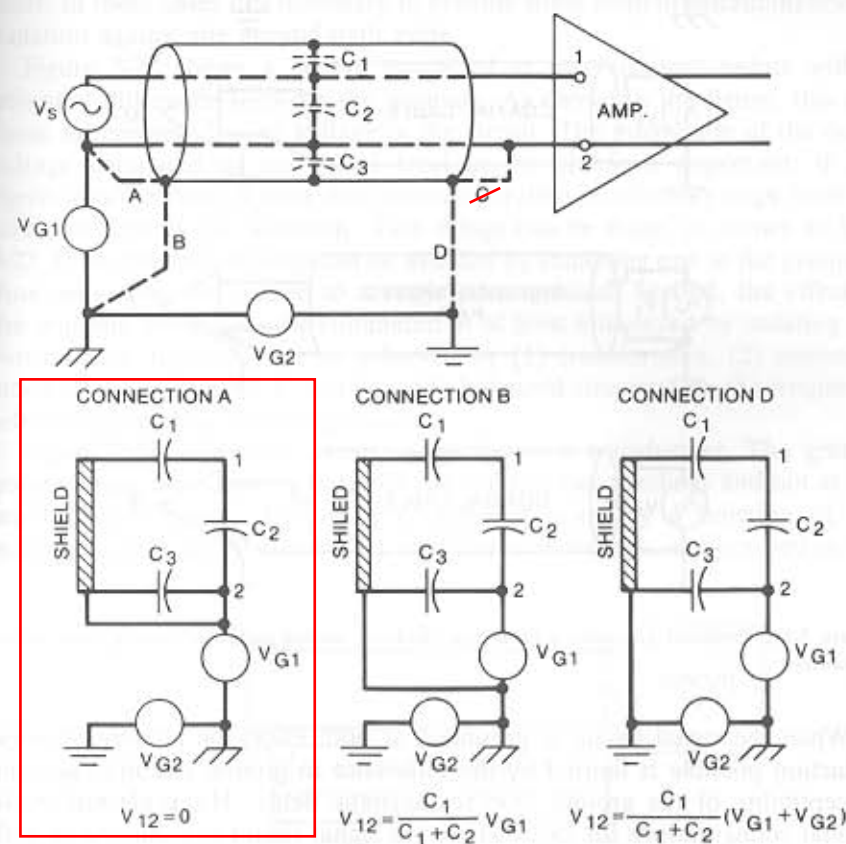 C1
1
VS
C2
AMP.
C3
2
A
C
VG1
B
D
VG2
CONNECTION A
CONNECTION B
CONNECTION D
C1
1
C2
SHIELD
C3
2
VG1
VG2
V12=0
C1
1
C2
SHILED
C3
2
VG1
VG2
V12= C1/C1+C2 VG1
C1
1
C2
SHIELD
C3
2
VG1
VG2
V12= C1/C1+C2 (VG1+VG2)